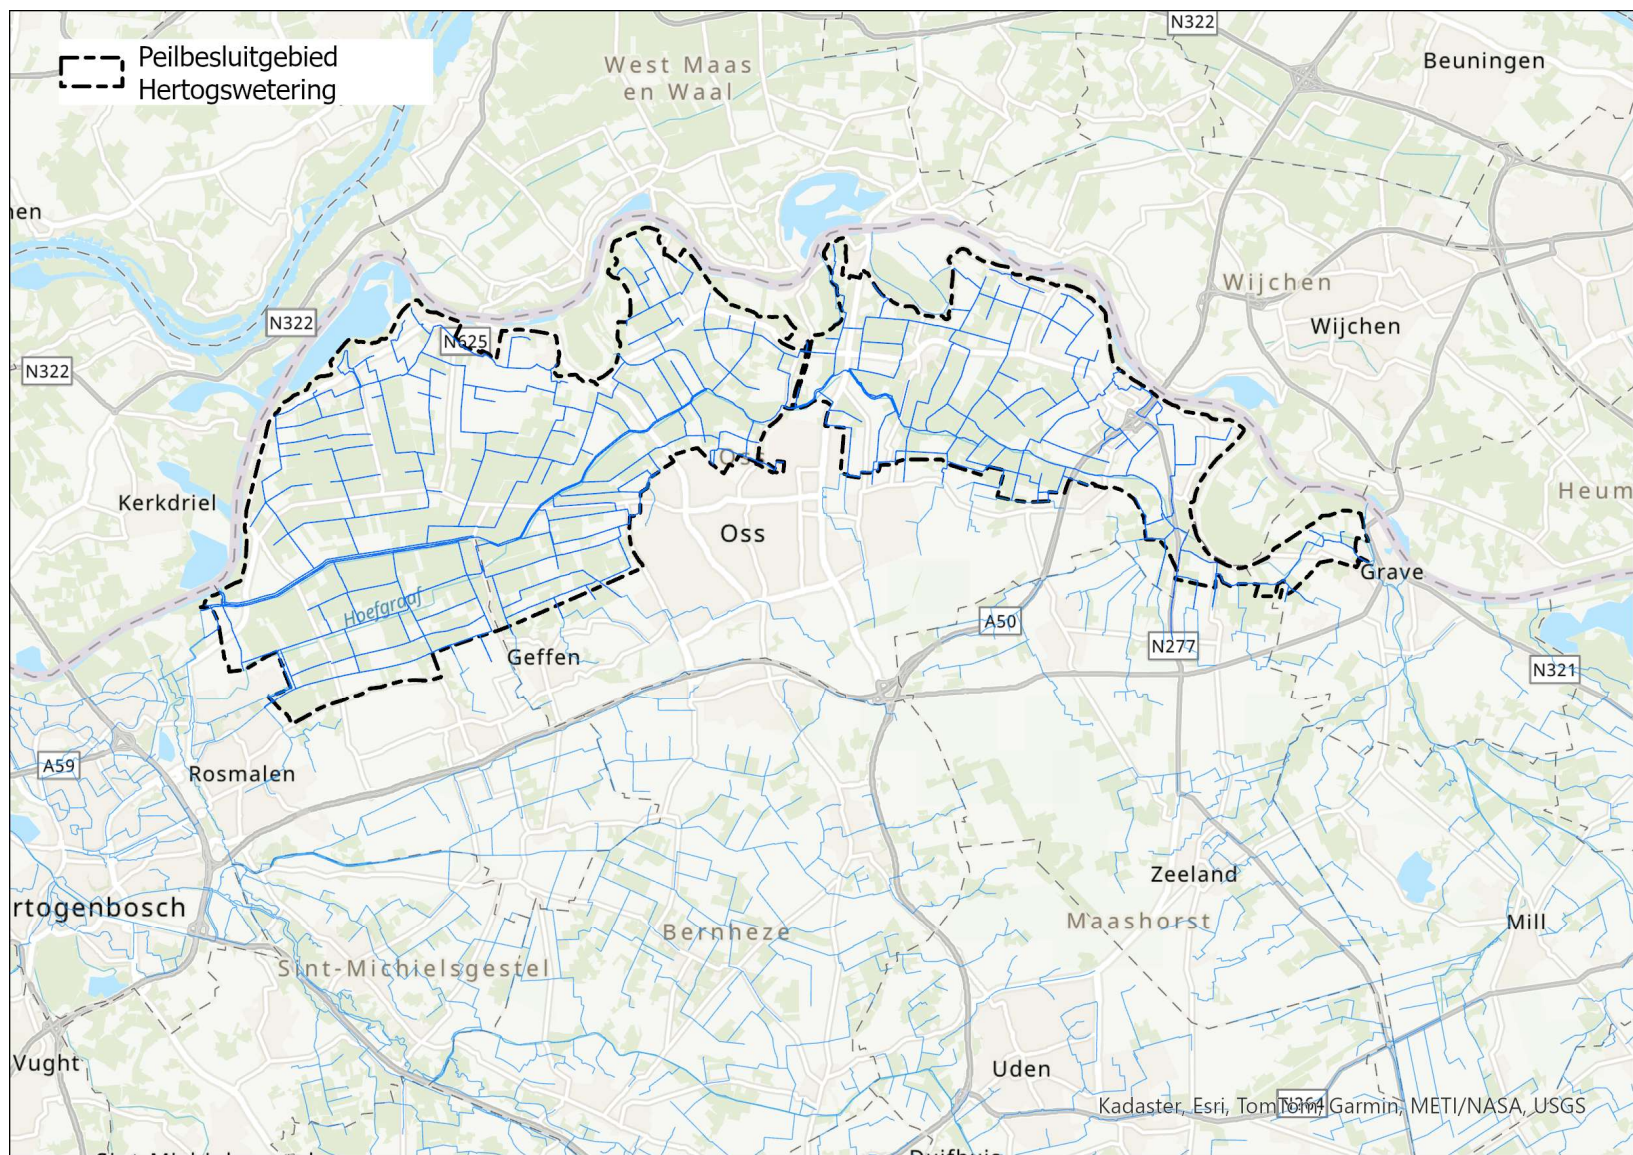 Peilbesluitgebied
Hertogswetering
N322
West Maas
en Waal
Beuningen
N322
N625
N322
Wijchen
Wijchen
Kerkdriel
Oss
Oss
Heum
Hoefgraaf
Grave
Geffen
A50
N277
N321
A59
Rosmalen
Zeeland
rtogenbosch
Bernheze
Maashorst
Mill
Sint-Michielsgestel
Vught
Uden
N264
Kadaster, Esri, TomTom, Garmin, METI/NASA, USGS